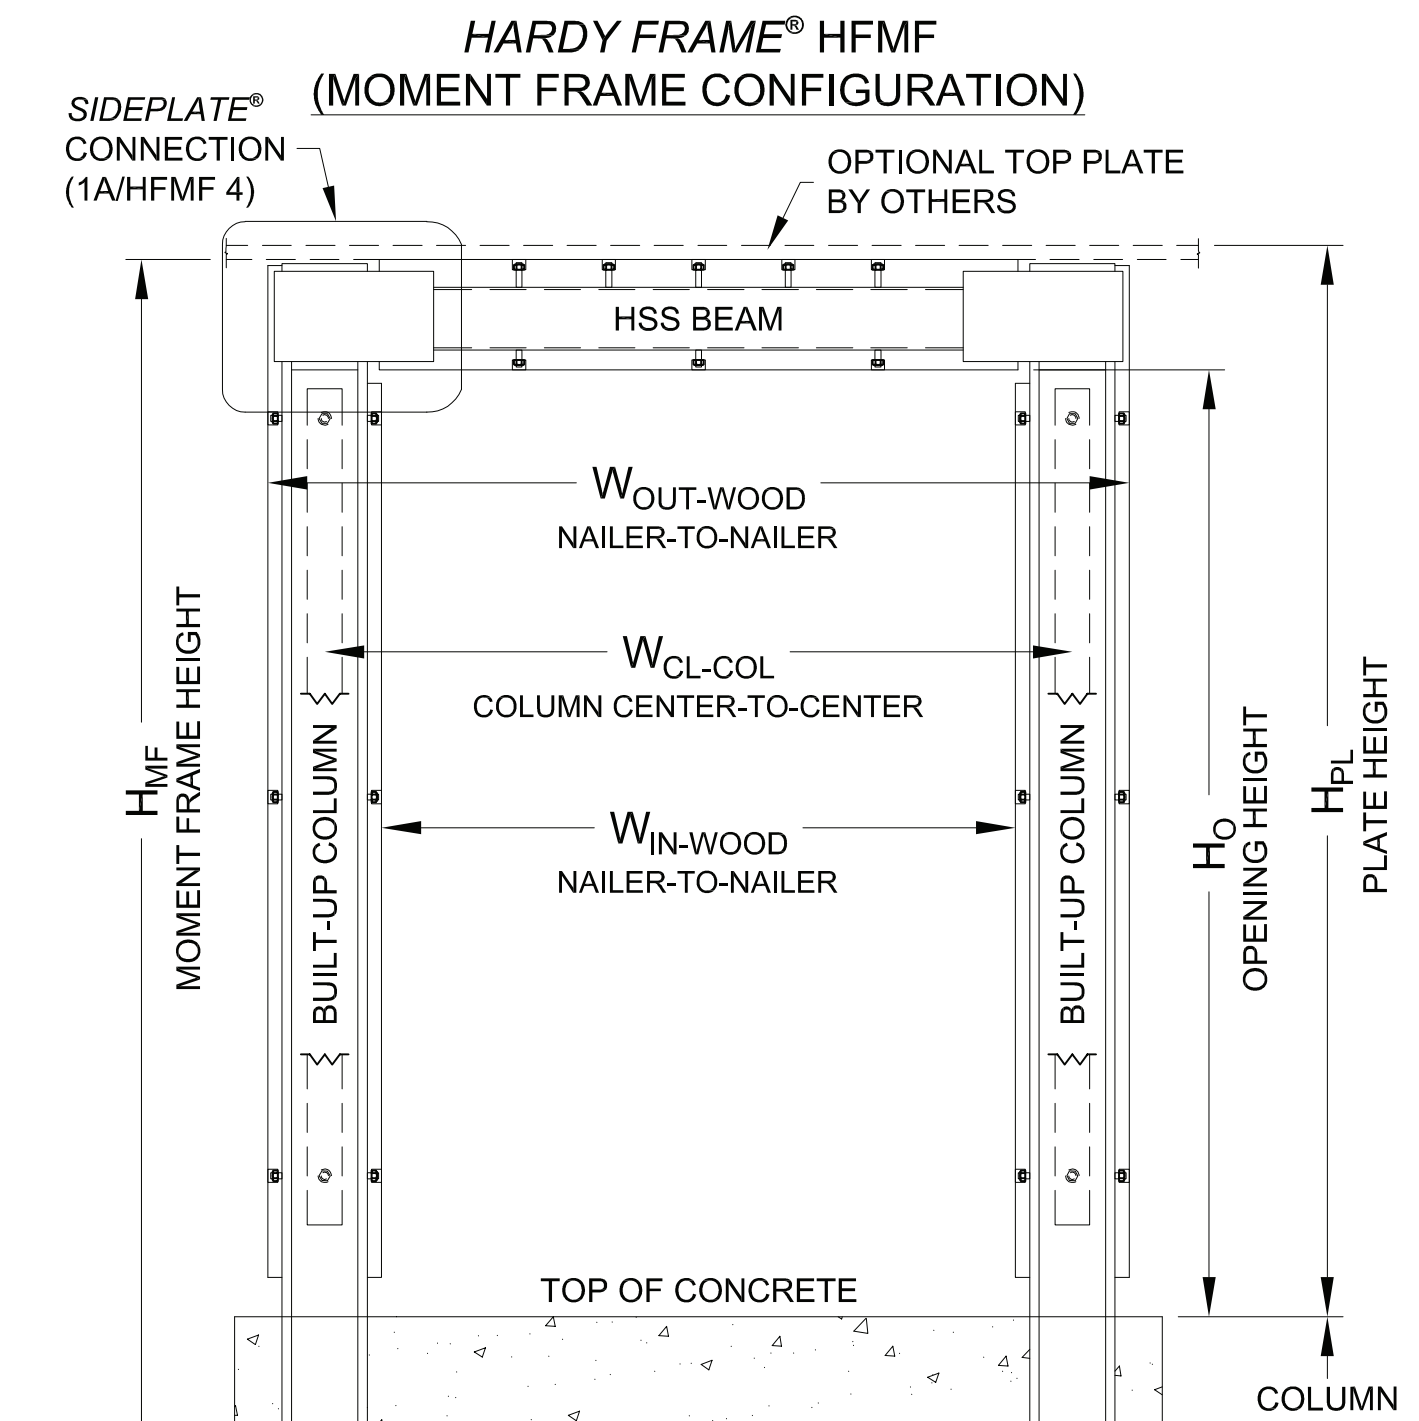 HARDY FRAME® HFMF
(MOMENT FRAME CONFIGURATION)
SIDEPLATE®
CONNECTION
(1A/HFMF 4)
OPTIONAL TOP PLATE
BY OTHERS
HSS BEAM
WOUT-WOOD
NAILER-TO-NAILER
WCL-COL
COLUMN CENTER-TO-CENTER
WIN-WOOD
NAILER-TO-NAILER
HMF
MOMENT FRAME HEIGHT
BUILT-UP COLUMN
BUILT-UP COLUMN
HO
OPENING HEIGHT
HPL
PLATE HEIGHT
TOP OF CONCRETE
COLUMN